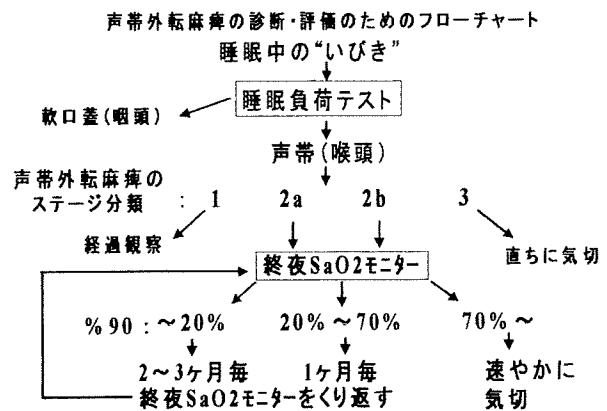 声帯外転麻痺の診断・評価のためのフローチャート
睡眠中の“いびき”
睡眠負荷テスト
軟口蓋(咽頭)
声帯(喉頭)
声帯外転麻痺の
ステージ分類 : 1 2a 2b 3
経過観察
直ちに気切
終夜SaO2モニター
%90 : ~20% 20%~70% 70%~
2~3ヶ月毎 1ヶ月毎 速やかに
終夜SaO2モニターをくり返す 気切